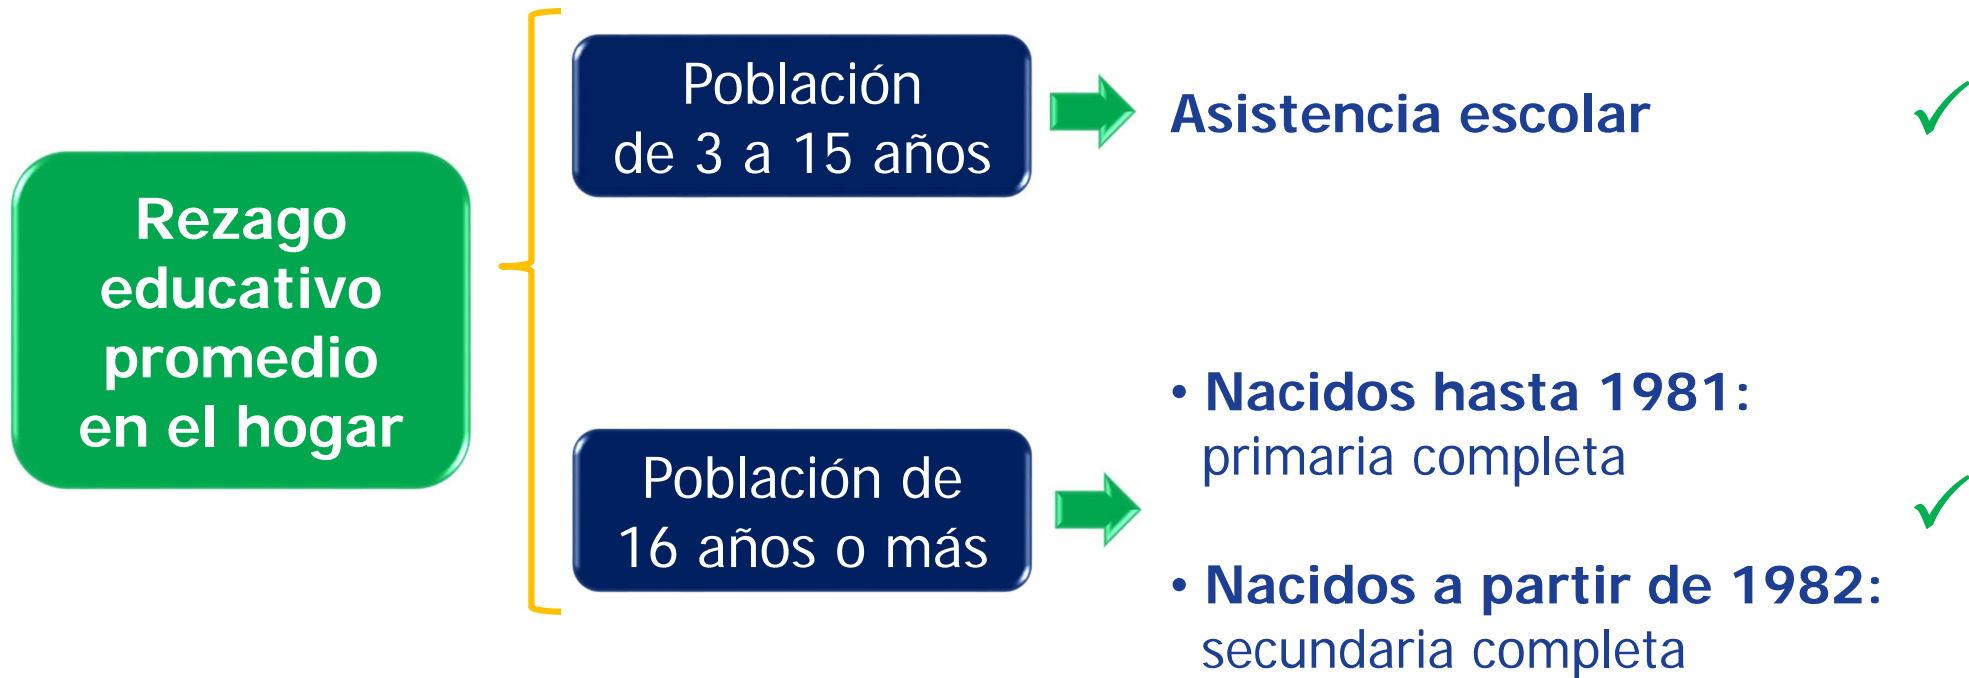 Rezago
educativo
promedio
en el hogar
Población
de 3 a 15 años
Asistencia escolar
Población de
16 años o más
• Nacidos hasta 1981:
primaria completa
• Nacidos a partir de 1982:
secundaria completa